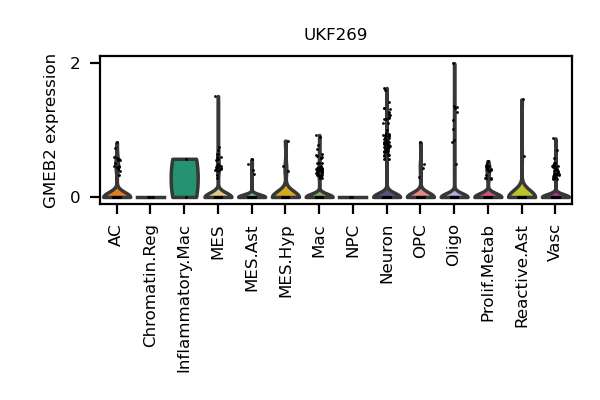 UKF269
GMEB2 expression
2
0
AC
Chromatin.Reg
Inflammatory.Mac
MES
MES.Ast
MES.Hyp
Mac
NPC
Neuron
OPC
Oligo
Prolif.Metab
Reactive.Ast
Vasc